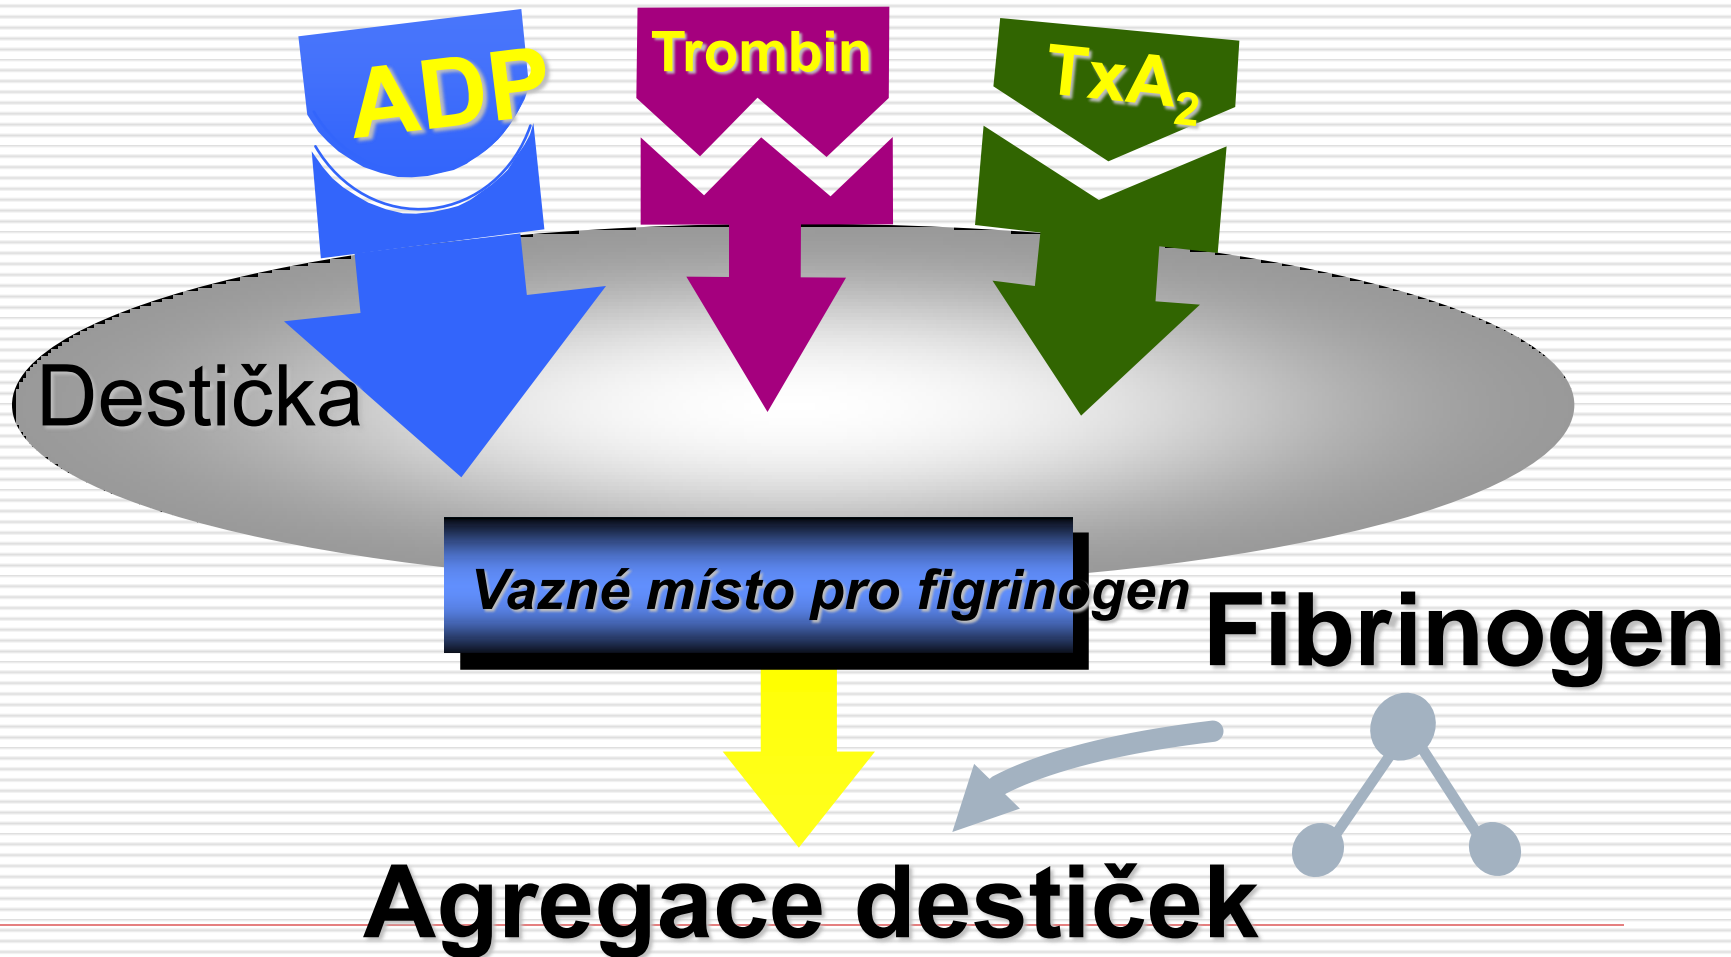 ADP
Trombin
TxA₂
Destička
Vazné místo pro figrinogen
Fibrinogen
Agregace destiček